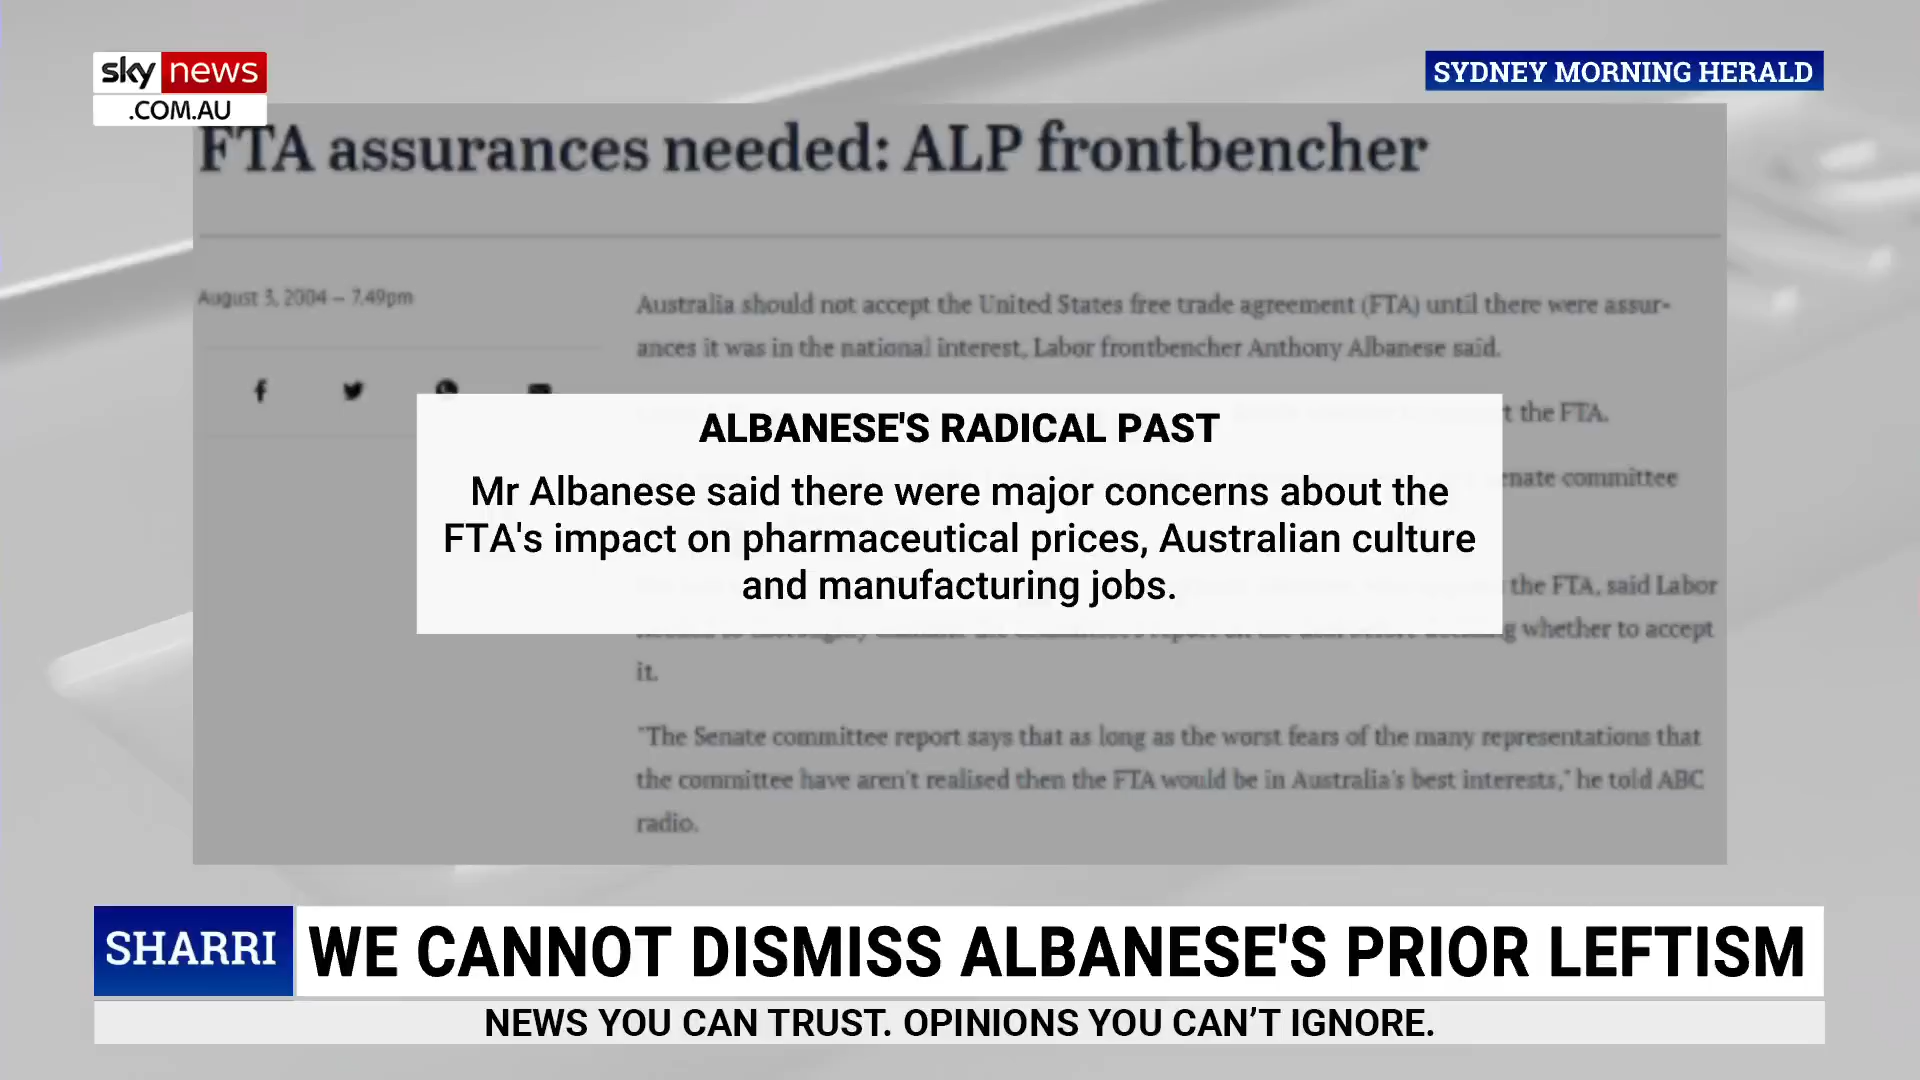 sky news
.COM.AU
SYDNEY MORNING HERALD
FTA assurances needed: ALP frontbencher
August 3, 2004 – 7.49pm
Australia should not accept the United States free trade agreement (FTA) until there were assur-
ances it was in the national interest, Labor frontbencher Anthony Albanese said.
the FTA.
ALBANESE'S RADICAL PAST
Mr Albanese said there were major concerns about the
FTA's impact on pharmaceutical prices, Australian culture
and manufacturing jobs.
committee
the FTA, said Labor
whether to accept
it.
"The Senate committee report says that as long as the worst fears of the many representations that
the committee have aren't realised then the FTA would be in Australia's best interests," he told ABC
radio.
SHARRI
WE CANNOT DISMISS ALBANESE'S PRIOR LEFTISM
NEWS YOU CAN TRUST. OPINIONS YOU CAN'T IGNORE.